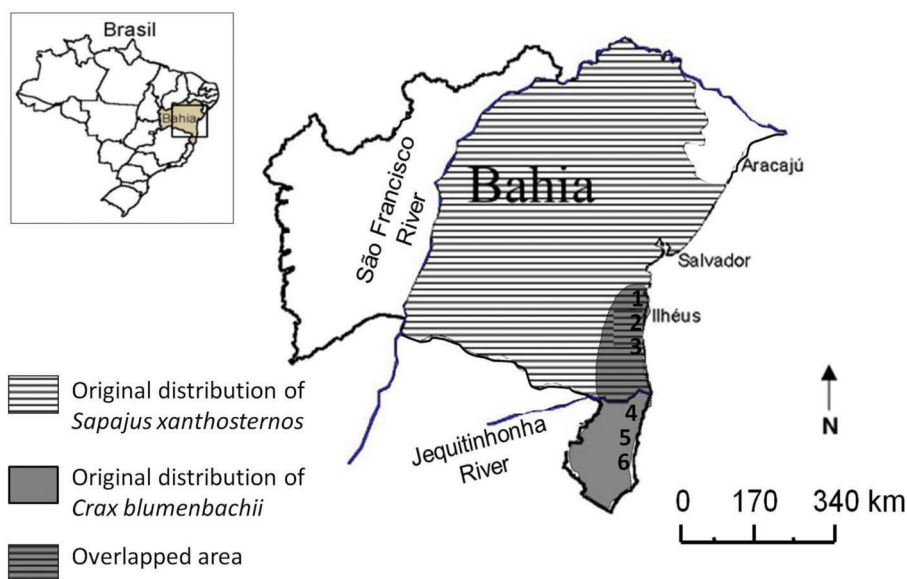 Brasil
Bahia
Bahia
São Francisco
River
Aracajú
Salvador
1
Ilhéus
2
3
4
5
6
Jequitinhonha
River
N
0 170 340 km
Original distribution of
Sapajus xanthosternos
Original distribution of
Crax blumenbachii
Overlapped area